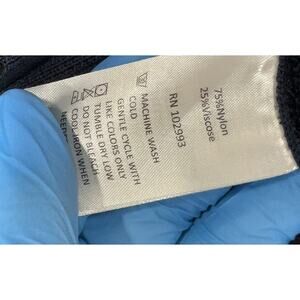 75%Nylon
25%Viscose
RN 102993
MACHINE WASH
COLD
GENTLE CYCLE WITH
LIKE COLORS ONLY
TUMBLE DRY LOW
DO NOT BLEACH
COOL IRON WHEN